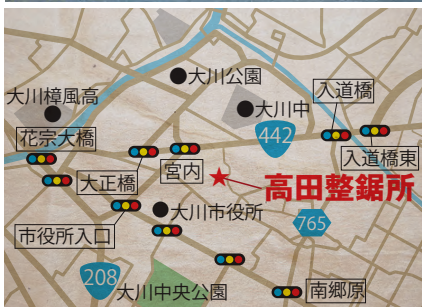 大川公園
大川樟風高
大川中
入道橋
花宗大橋
442
入道橋東
大正橋
宮内
高田整鋸所
大川市役所
市役所入口
765
208
大川中央公園
南郷原